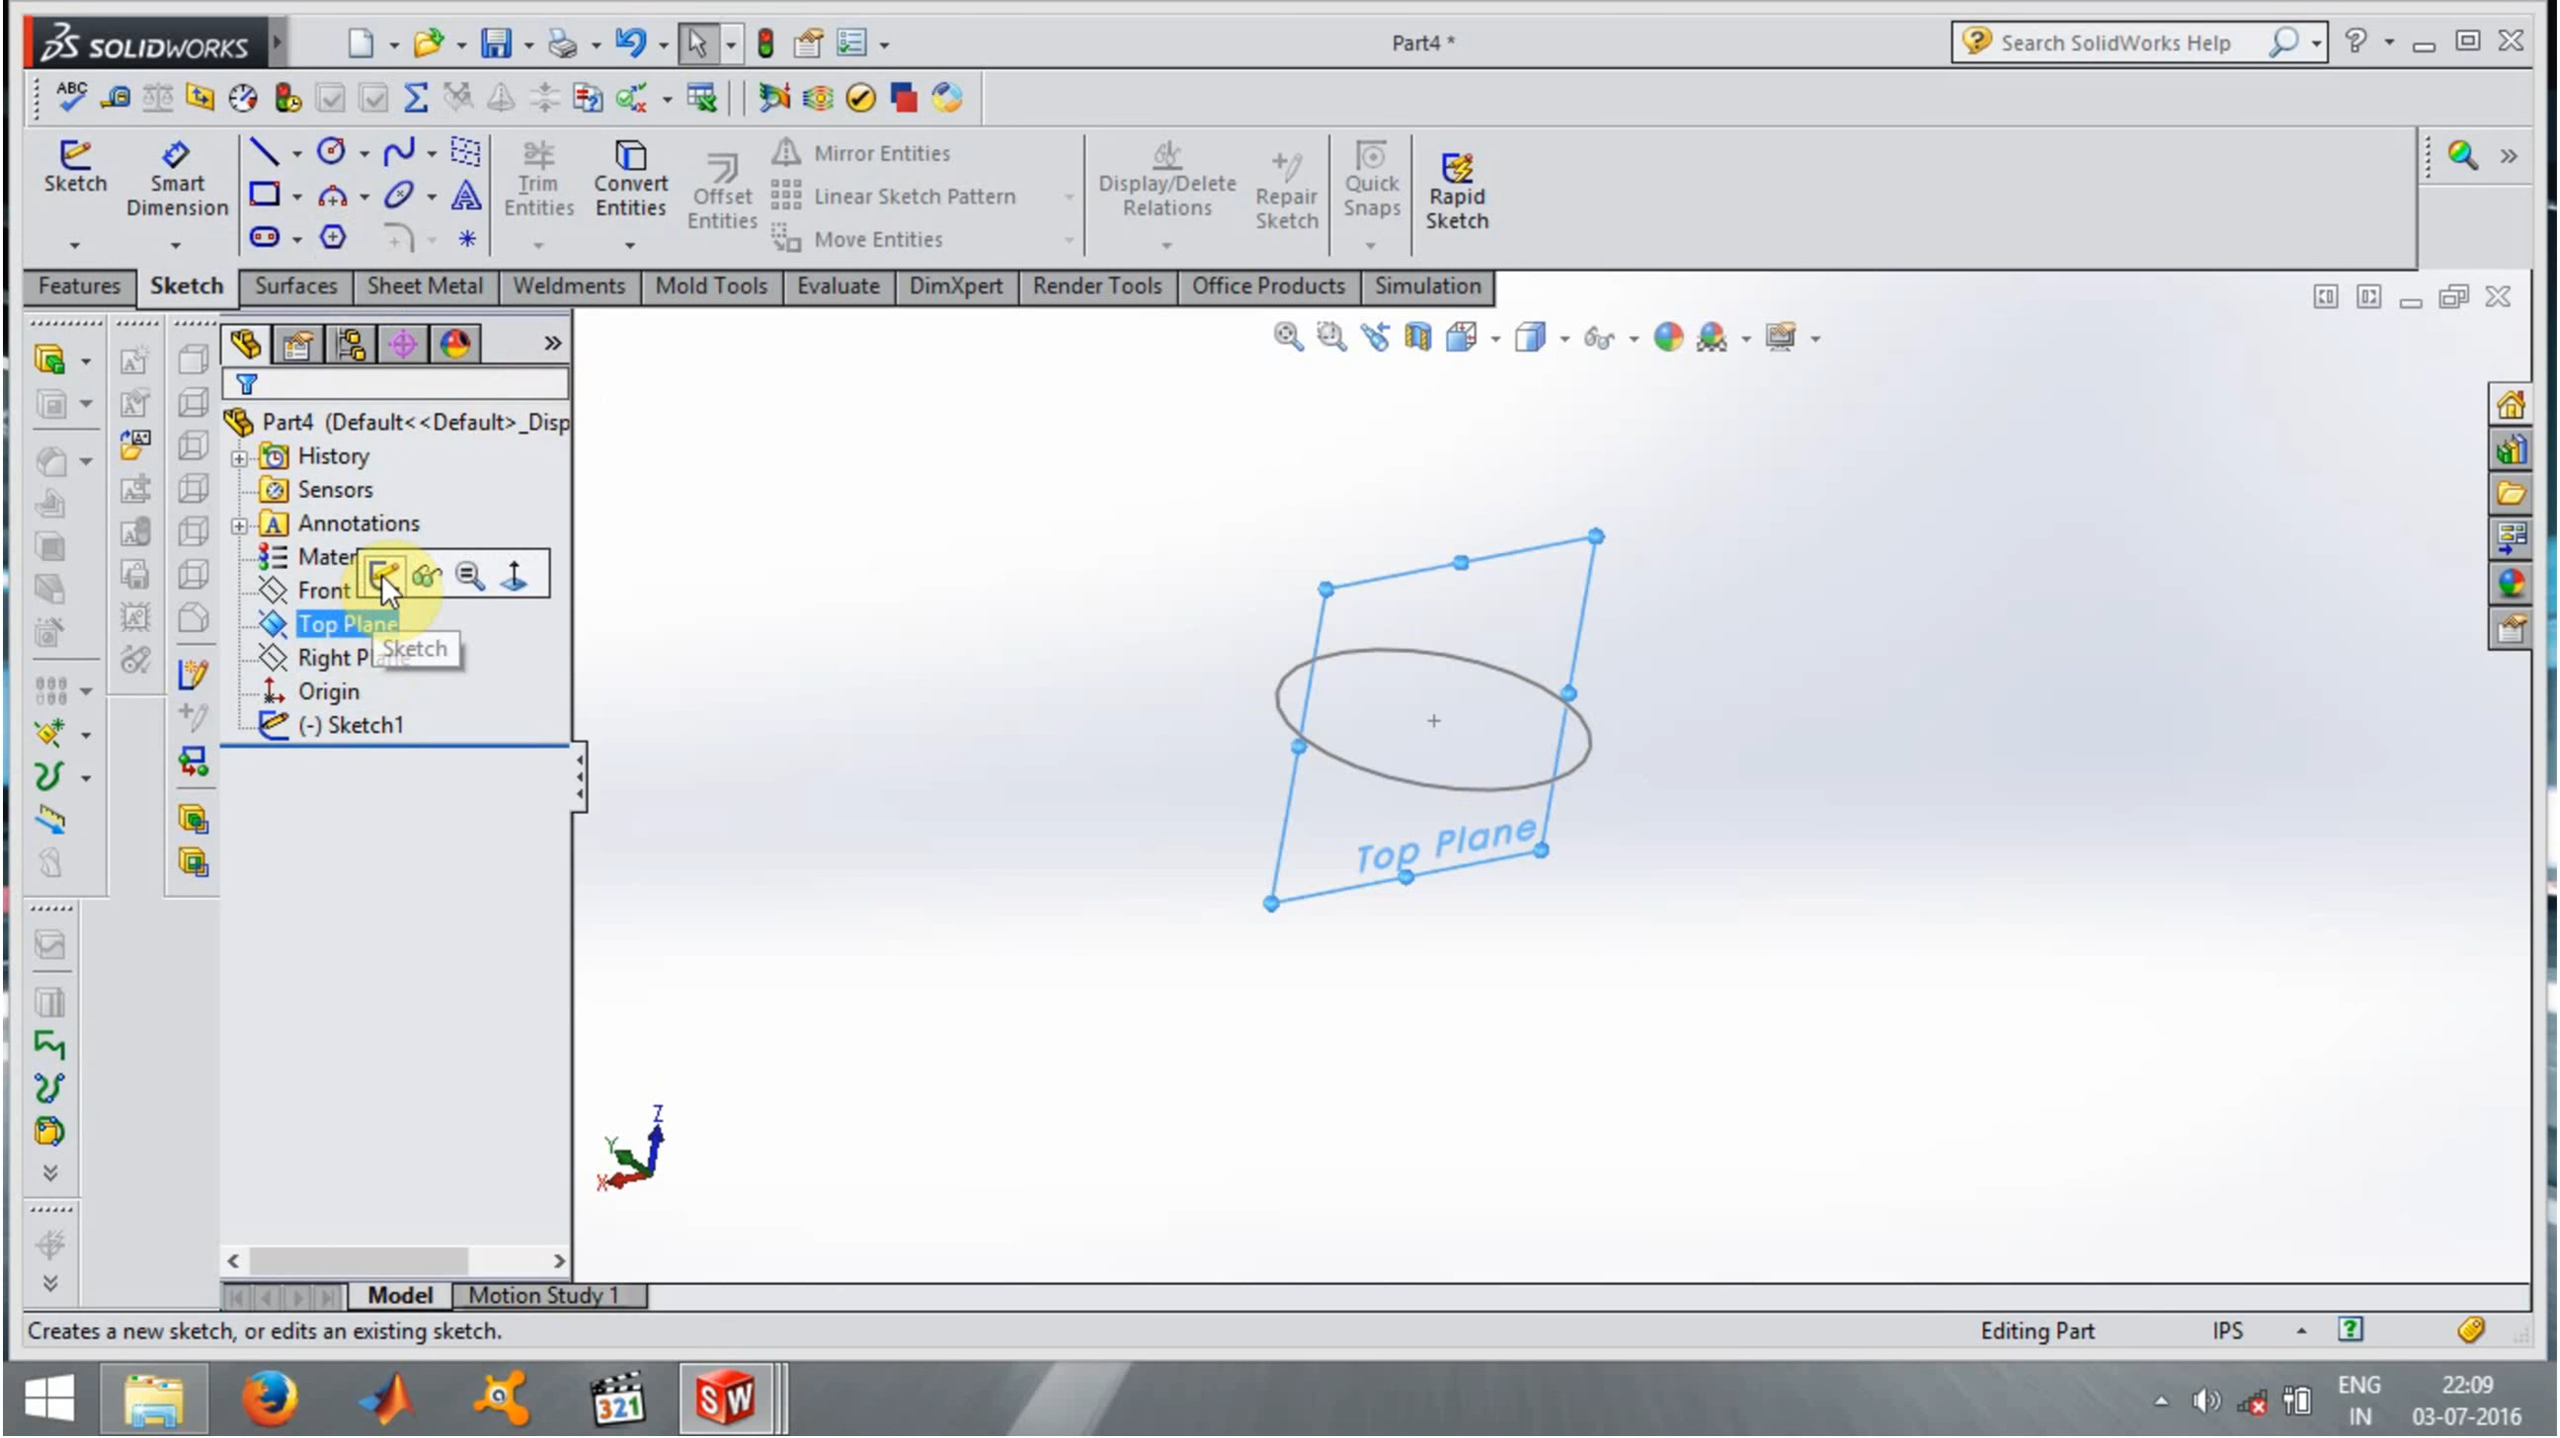 SOLIDWORKS
Part4 *
Search SolidWorks Help
ABC
Sketch
Smart Dimension
Trim Entities
Convert Entities
Offset Entities
Mirror Entities
Linear Sketch Pattern
Move Entities
Display/Delete Relations
Repair Sketch
Quick Snaps
Rapid Sketch
Features
Sketch
Surfaces
Sheet Metal
Weldments
Mold Tools
Evaluate
DimXpert
Render Tools
Office Products
Simulation
Part4 (Default<<Default>_Disp
History
Sensors
Annotations
Mater
Front
Top Plane
Sketch
Right Plane
Origin
(-) Sketch1
Top Plane
Z
Y
X
Model
Motion Study 1
Creates a new sketch, or edits an existing sketch.
Editing Part
IPS
321
SW
ENG
IN
22:09
03-07-2016